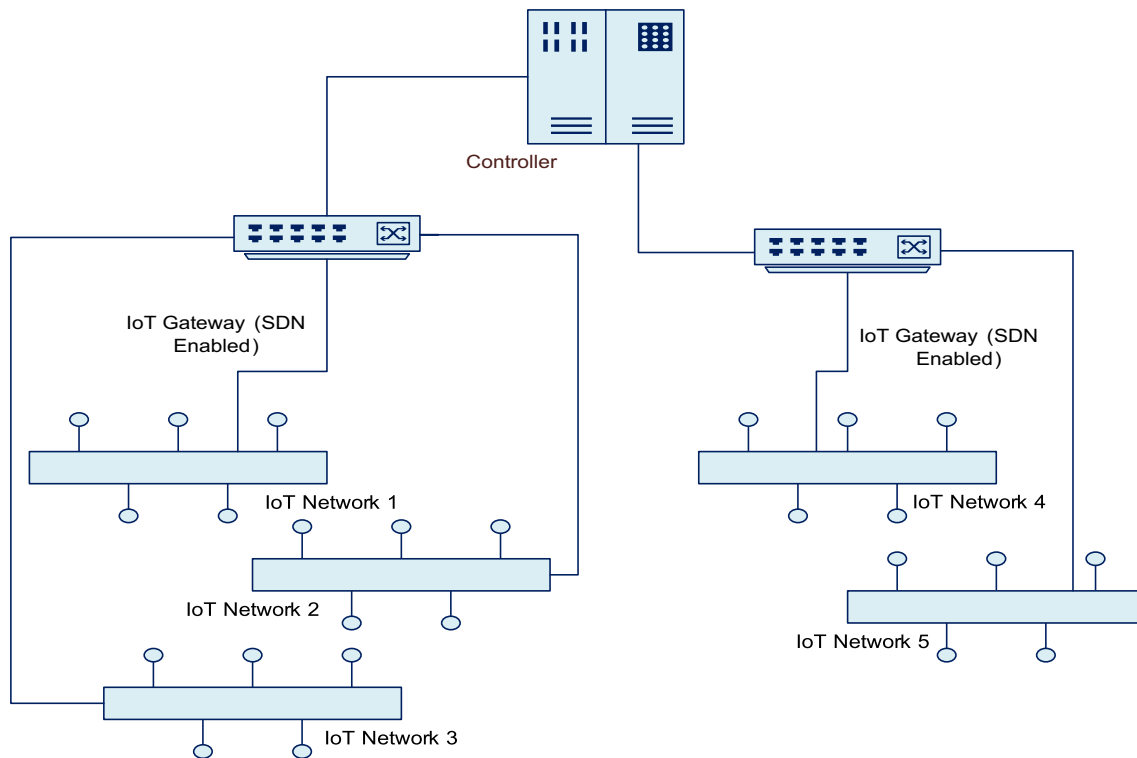 Controller
IoT Gateway (SDN
Enabled)
IoT Gateway (SDN
Enabled)
IoT Network 1
IoT Network 4
IoT Network 2
IoT Network 5
IoT Network 3